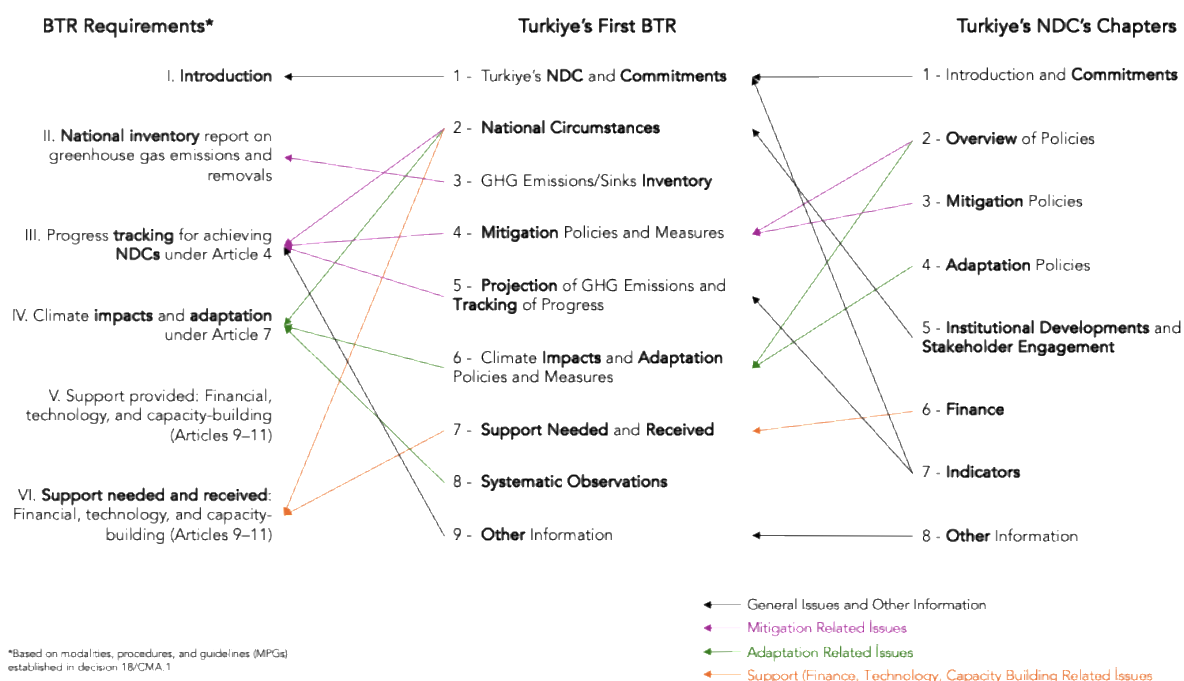 BTR Requirements*
I. Introduction
II. National inventory report on
greenhouse gas emissions and
removals
III. Progress tracking for achieving
NDCs under Article 4
IV. Climate impacts and adaptation
under Article 7
V. Support provided: Financial,
technology, and capacity-building
(Articles 9–11)
VI. Support needed and received:
Financial, technology, and capacity-
building (Articles 9–11)
Turkiye's First BTR
1 - Turkiye's NDC and Commitments
2 - National Circumstances
3 - GHG Emissions/Sinks Inventory
4 - Mitigation Policies and Measures
5 - Projection of GHG Emissions and
Tracking of Progress
6 - Climate Impacts and Adaptation
Policies and Measures
7 - Support Needed and Received
8 - Systematic Observations
9 - Other Information
Turkiye's NDC's Chapters
1 - Introduction and Commitments
2 - Overview of Policies
3 - Mitigation Policies
4 - Adaptation Policies
5 - Institutional Developments and
Stakeholder Engagement
6 - Finance
7 - Indicators
8 - Other Information
General Issues and Other Information
Mitigation Related İssues
Adaptation Related İssues
Support (Finance, Technology, Capacity Building Related İssues
*Based on modalities, procedures, and guidelines (MPGs)
established in decision 18/CMA.1